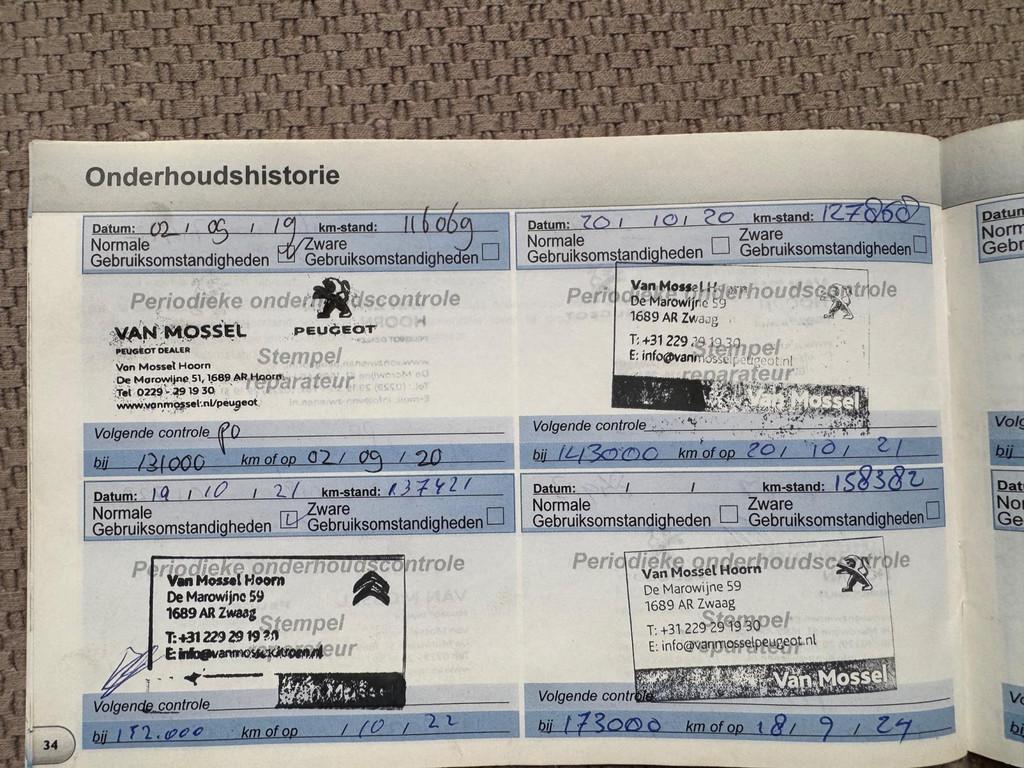 Onderhoudshistorie
Datum: 02 / 09 / 19 km-stand: 116069
Normale Zware
Gebruiksomstandigheden Gebruiksomstandigheden
Periodieke onderhoudscontrole
VAN MOSSEL PEUGEOT
PEUGEOT DEALER
Stempel
Van Mossel Hoorn
De Marowijne 51, 1689 AR Hoorn
reparateur
Tel 0229 - 29 19 30
www.vanmossel.nl/peugeot
Volgende controle PO
bij 131000 km of op 02 / 09 / 20
Datum: 20 / 10 / 20 km-stand: 127860
Normale Zware
Gebruiksomstandigheden Gebruiksomstandigheden
Periodieke onderhoudscontrole
Van Mossel Hoorn
De Marowijne 59
1689 AR Zwaag
T: +31 229 29 19 30
Stempel
E: info@vanmosselpeugeot.nl
reparateur
Van Mossel
Volgende controle
bij 143000 km of op 20 / 10 / 21
Datum: 19 / 10 / 21 km-stand: 137421
Normale Zware
Gebruiksomstandigheden Gebruiksomstandigheden
Periodieke onderhoudscontrole
Van Mossel Hoorn
De Marowijne 59
1689 AR Zwaag
Stempel
T: +31 229 29 19 30
reparateur
Van Mossel
Volgende controle
bij 152.000 km of op / 10 / 22
Datum: / / km-stand: 158382
Normale Zware
Gebruiksomstandigheden Gebruiksomstandigheden
Periodieke onderhoudscontrole
Van Mossel Hoorn
De Marowijne 59
1689 AR Zwaag
Stempel
T: +31 229 29 19 30
E: info@vanmosselpeugeot.nl
reparateur
Van Mossel
Volgende controle
bij 173000 km of op 18 / 9 / 24
34